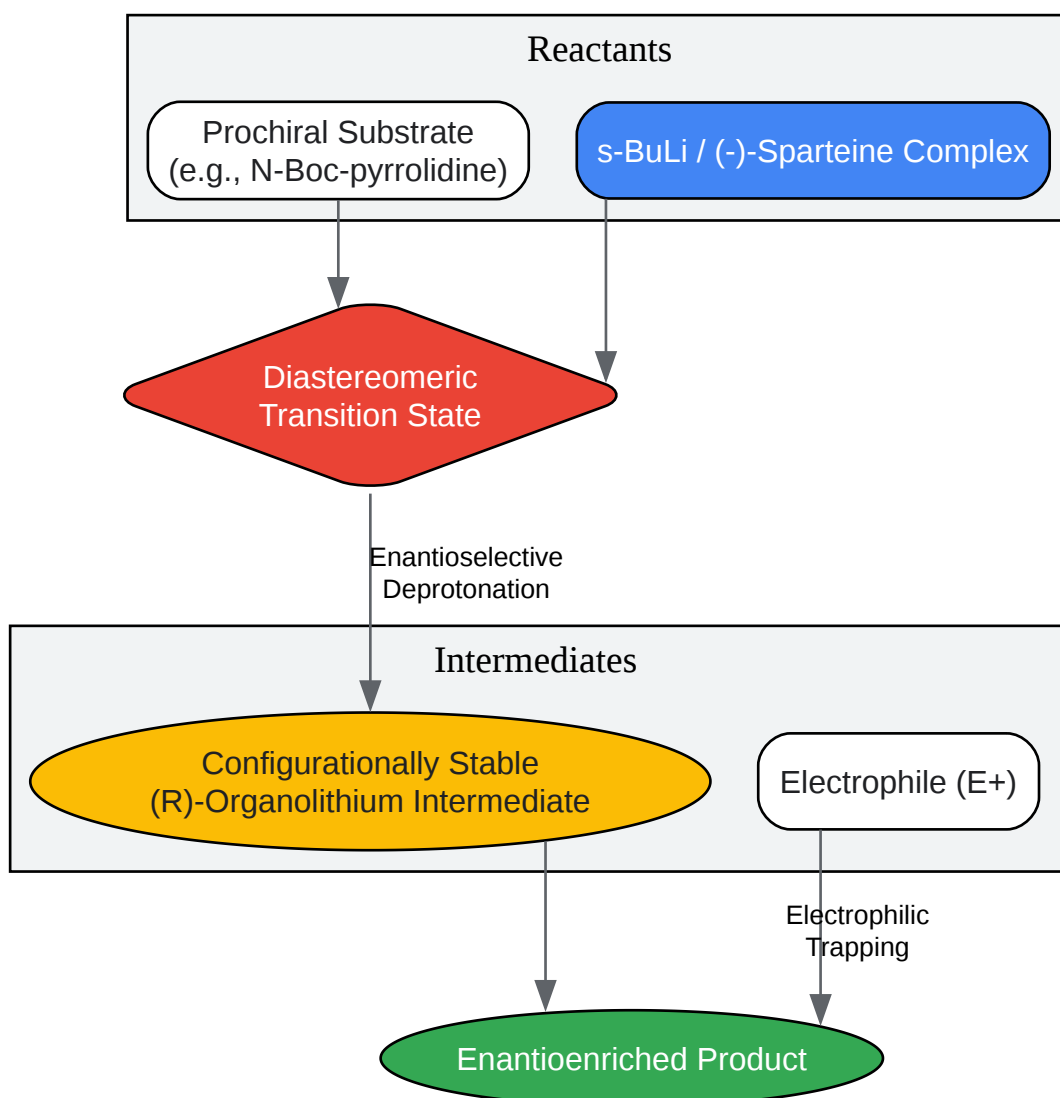 Reactants
Prochiral Substrate
(e.g., N-Boc-pyrrolidine)
s-BuLi / (-)-Sparteine Complex
Diastereomeric
Transition State
Enantioselective
Deprotonation
Intermediates
Configurationally Stable
(R)-Organolithium Intermediate
Electrophile (E+)
Electrophilic
Trapping
Enantioenriched Product